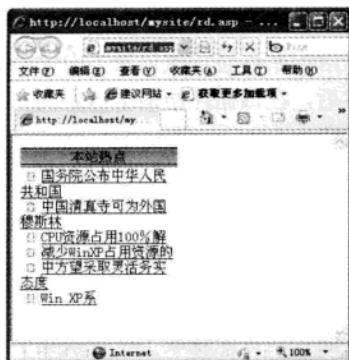 http://localhost/mysite/rd.asp - ...
mysite/rd.asp
文件(F) 编辑(E) 查看(V) 收藏夹(A) 工具(T) 帮助(H)
收藏夹 建议网站 获取更多加载项
http://localhost/my...
本站热点
国务院公布中华人民
共和国
中国清真寺可为外国
穆斯林
CPU资源占用100%解
减少WinXP占用资源的
中方望采取灵活务实
态度
Win XP系
Internet 100%